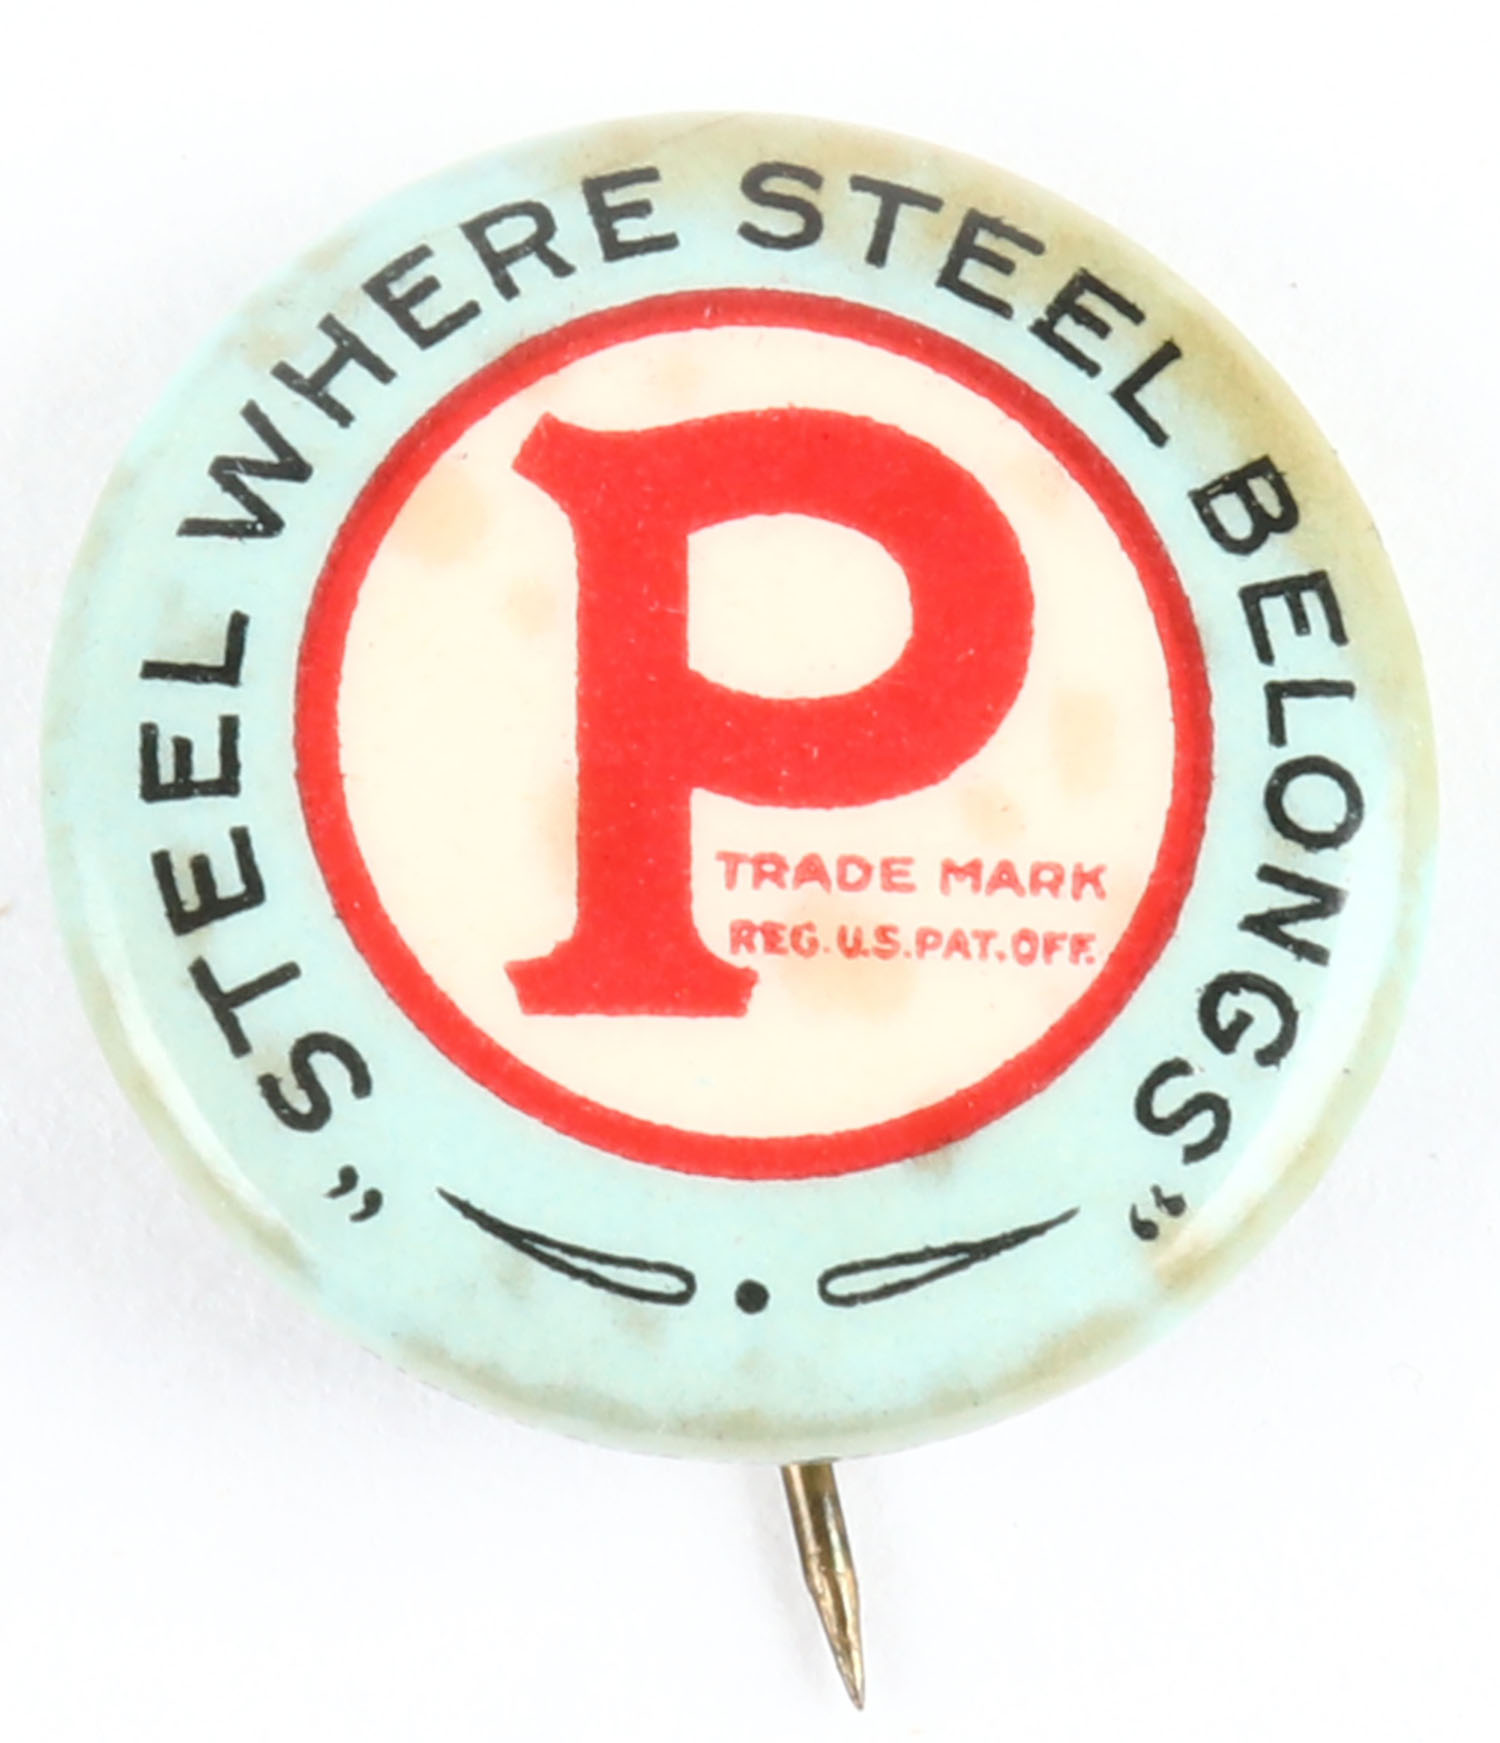 "STEEL WHERE STEEL BELONGS"
P
TRADE MARK
REG. U.S. PAT. OFF.